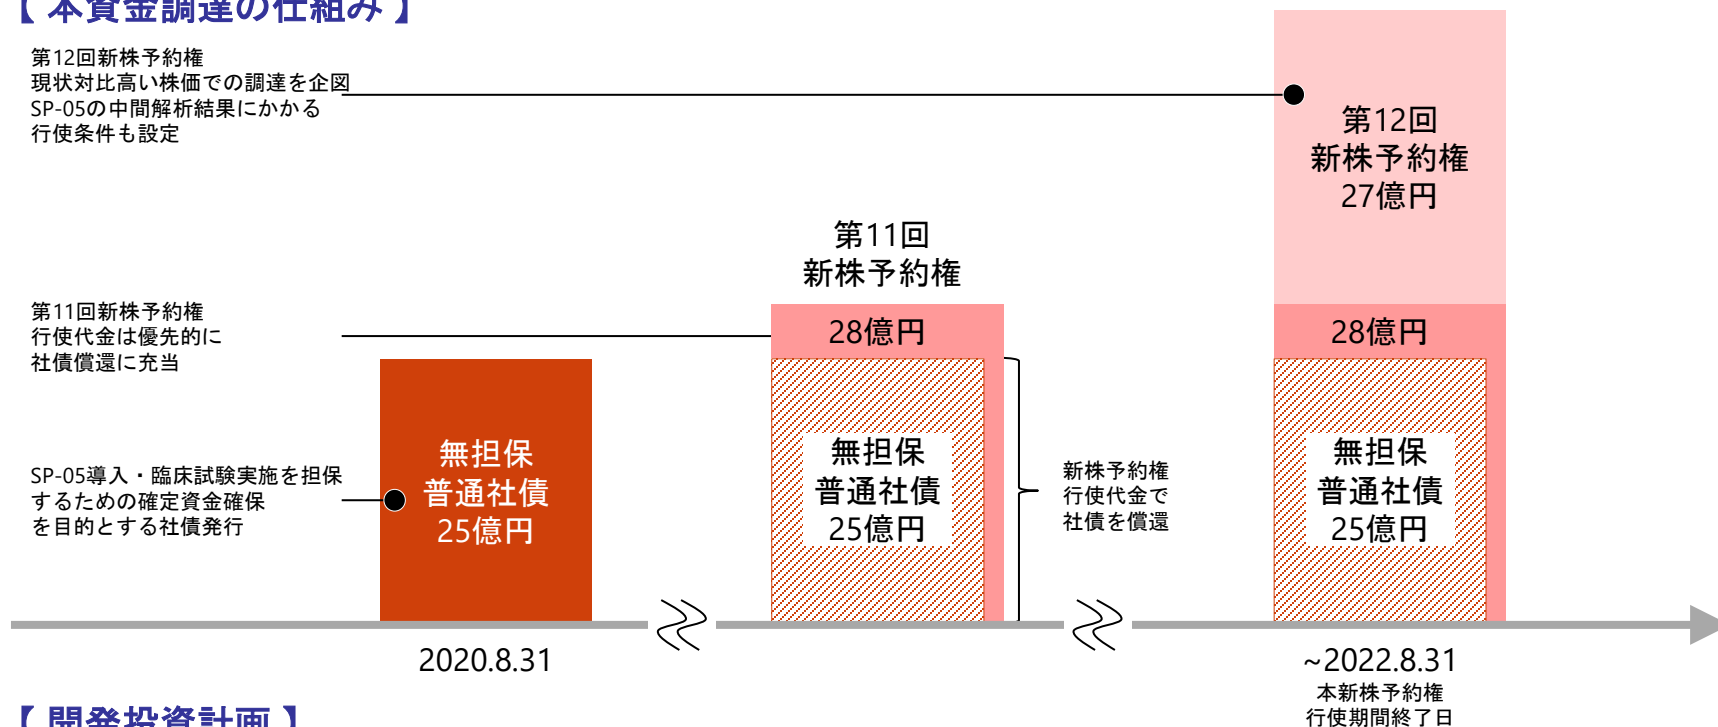 【 本資金調達の仕組み 】
第12回新株予約権
現状対比高い株価での調達を企図
SP-05の中間解析結果にかかる
行使条件も設定
第12回
新株予約権
27億円
第11回
新株予約権
第11回新株予約権
行使代金は優先的に
社債償還に充当
28億円
28億円
SP-05導入・臨床試験実施を担保
するための確定資金確保
を目的とする社債発行
無担保
普通社債
25億円
無担保
普通社債
25億円
新株予約権
行使代金で
社債を償還
無担保
普通社債
25億円
2020.8.31
~2022.8.31
本新株予約権
行使期間終了日
【 開発投資計画 】